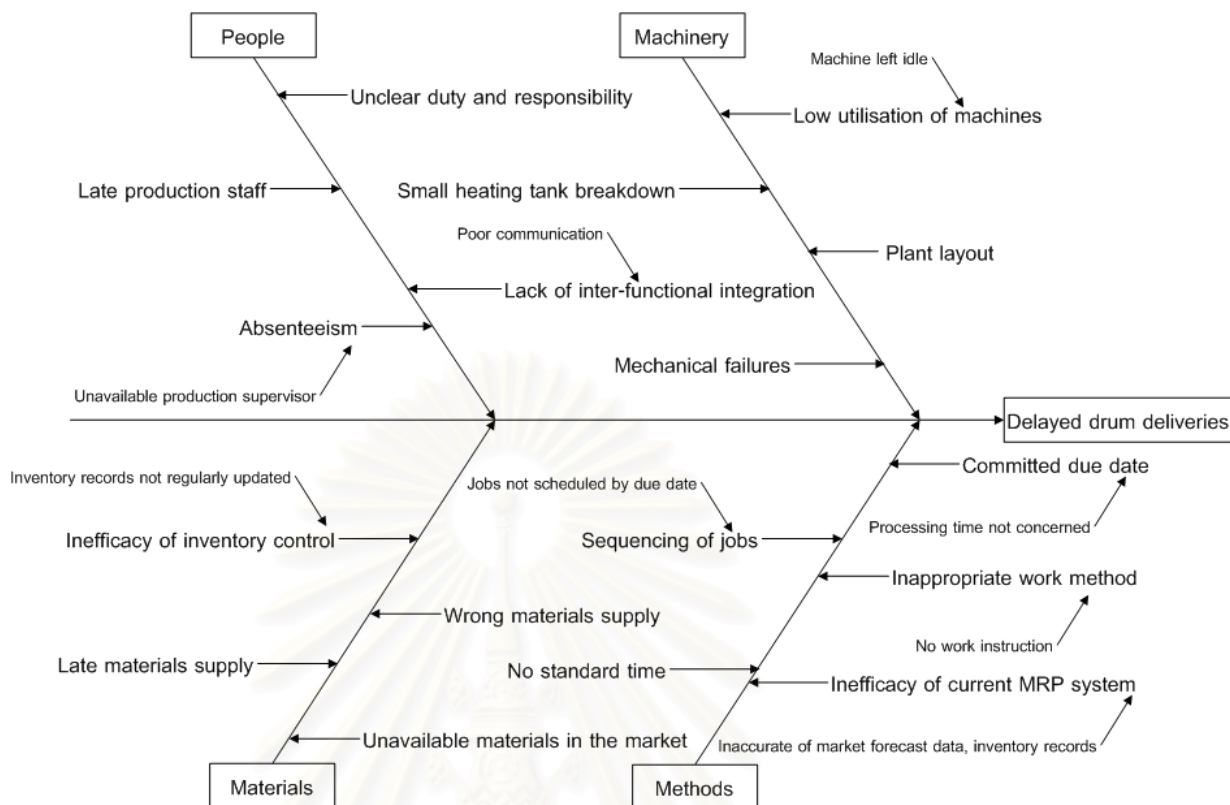 People
Machinery
Machine left idle
Unclear duty and responsibility
Low utilisation of machines
Late production staff
Small heating tank breakdown
Poor communication
Plant layout
Lack of inter-functional integration
Absenteeism
Mechanical failures
Unavailable production supervisor
Delayed drum deliveries
Committed due date
Inventory records not regularly updated
Jobs not scheduled by due date
Processing time not concerned
Inefficacy of inventory control
Sequencing of jobs
Inappropriate work method
Wrong materials supply
No work instruction
Late materials supply
No standard time
Inefficacy of current MRP system
Unavailable materials in the market
Inaccurate of market forecast data, inventory records
Materials
Methods